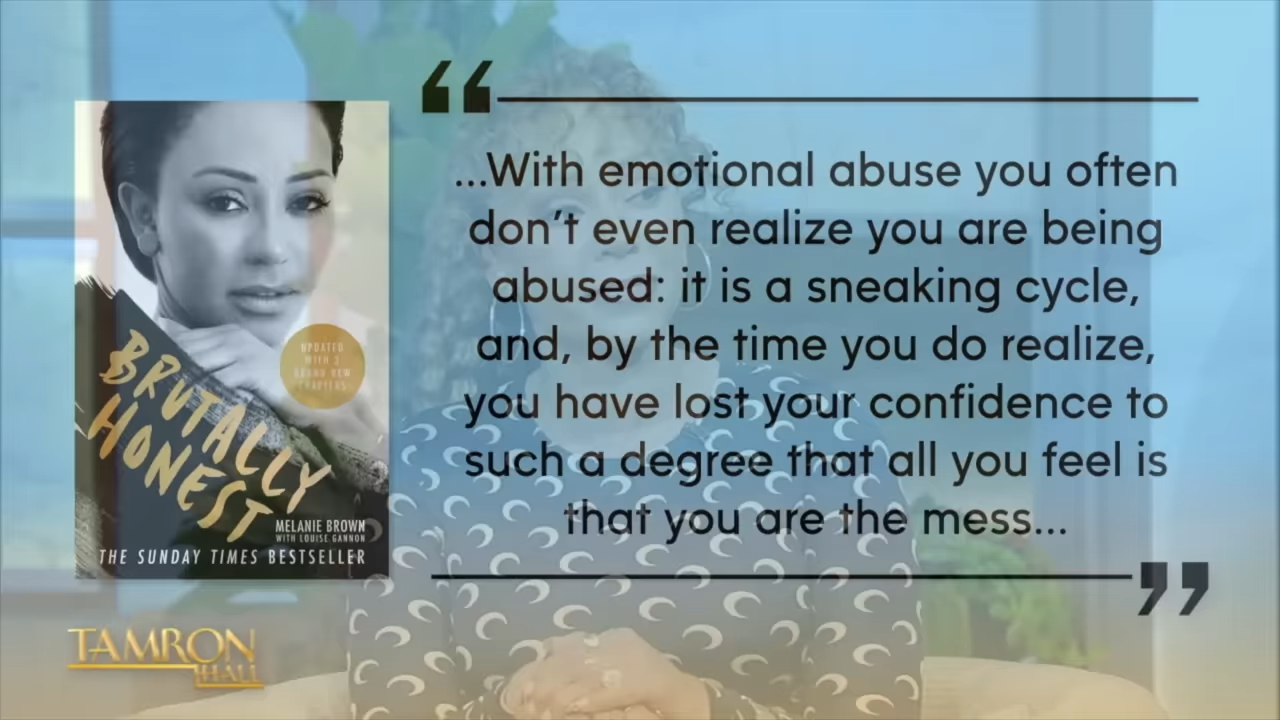 “
...With emotional abuse you often
don’t even realize you are being
abused: it is a sneaking cycle,
and, by the time you do realize,
you have lost your confidence to
such a degree that all you feel is
that you are the mess...
”
UPDATED
WITH 3
BRAND NEW
CHAPTERS
BRUTALLY
HONEST
MELANIE BROWN
WITH LOUISE GANNON
THE SUNDAY TIMES BESTSELLER
TAMRON
HALL